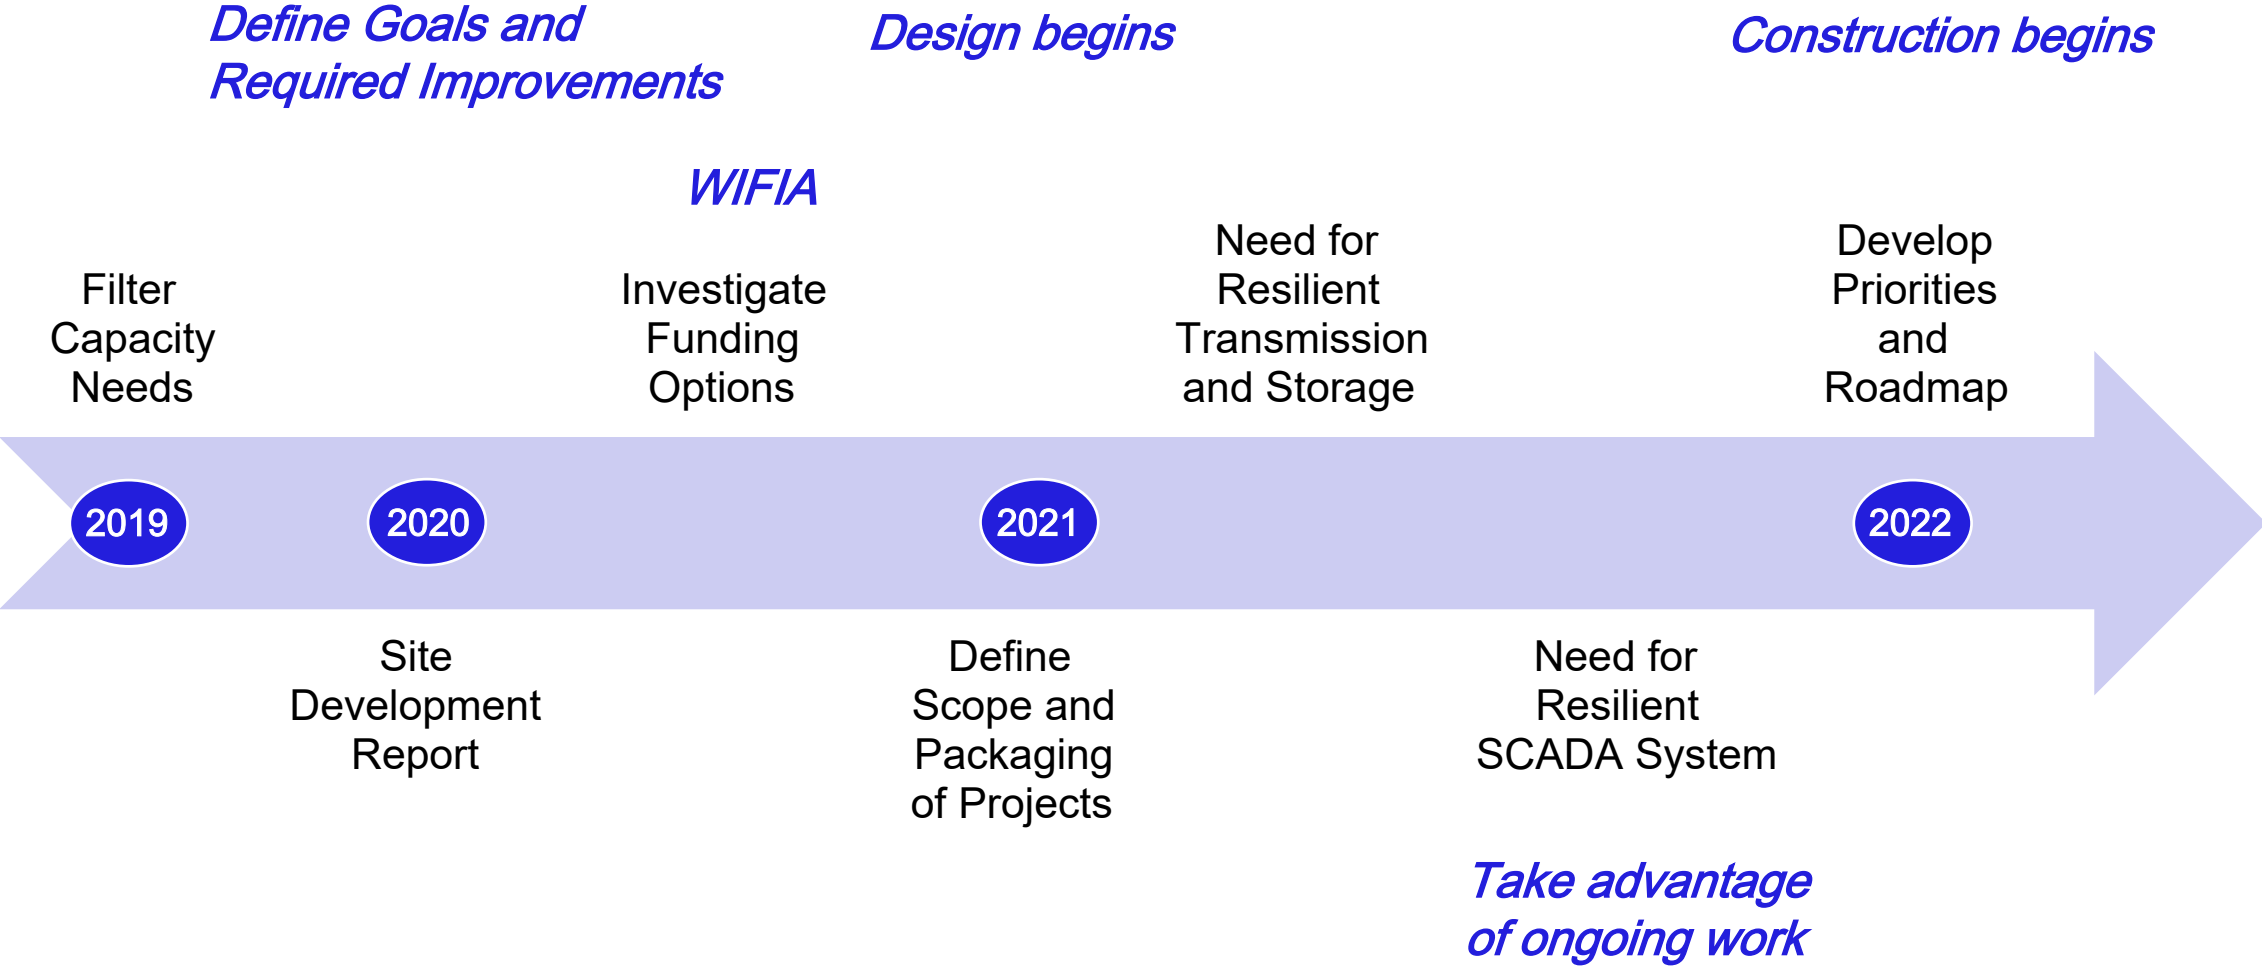 Define Goals and
Required Improvements
Design begins
Construction begins
WIFIA
Filter
Capacity
Needs
Investigate
Funding
Options
Need for
Resilient
Transmission
and Storage
Develop
Priorities
and
Roadmap
2019
2020
2021
2022
Site
Development
Report
Define
Scope and
Packaging
of Projects
Need for
Resilient
SCADA System
Take advantage
of ongoing work